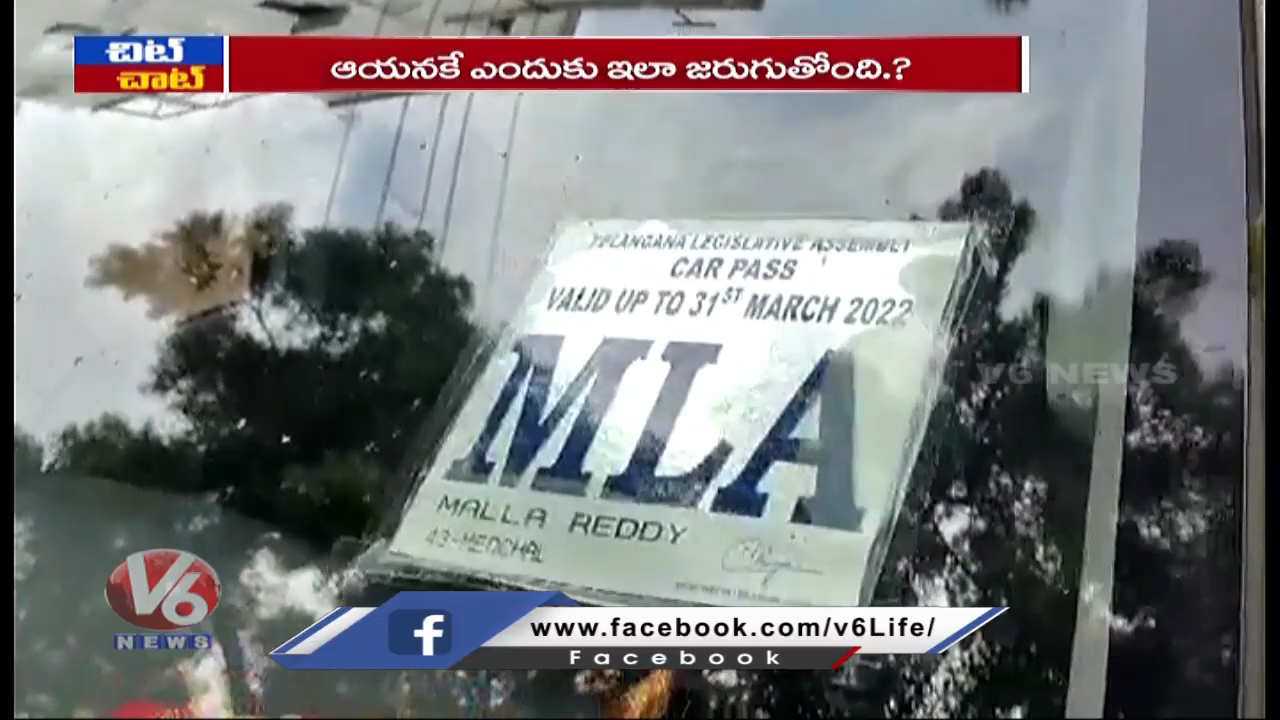 చిట్
చాట్
ఆయనకే ఎందుకు ఇలా జరుగుతోంది.?
TELANGANA LEGISLATIVE ASSEMBLY
CAR PASS
VALID UP TO 31ST MARCH 2022
MLA
MALLA REDDY
43-MEDCHAL
V6 NEWS
V6
NEWS
f
www.facebook.com/v6Life/
Facebook